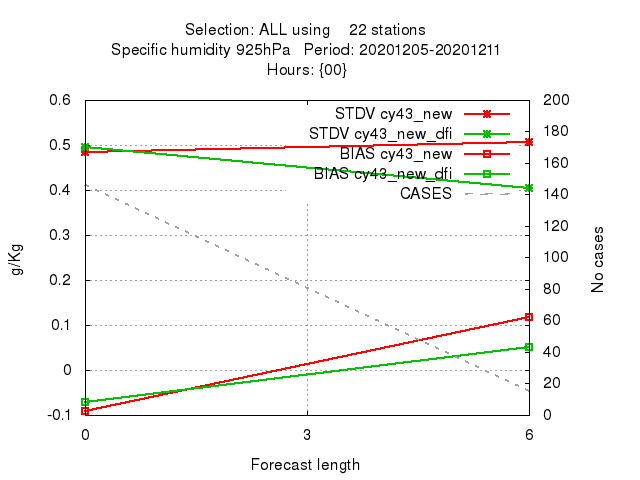 Selection: ALL using 22 stations
Specific humidity 925hPa Period: 20201205-20201211
Hours: {00}
0.6
0.5
0.4
0.3
0.2
0.1
0
-0.1
g/Kg
STDV cy43_new
STDV cy43_new_dfi
BIAS cy43_new
BIAS cy43_new_dfi
CASES
200
180
160
140
120
100
80
60
40
20
0
No cases
0 3 6
Forecast length